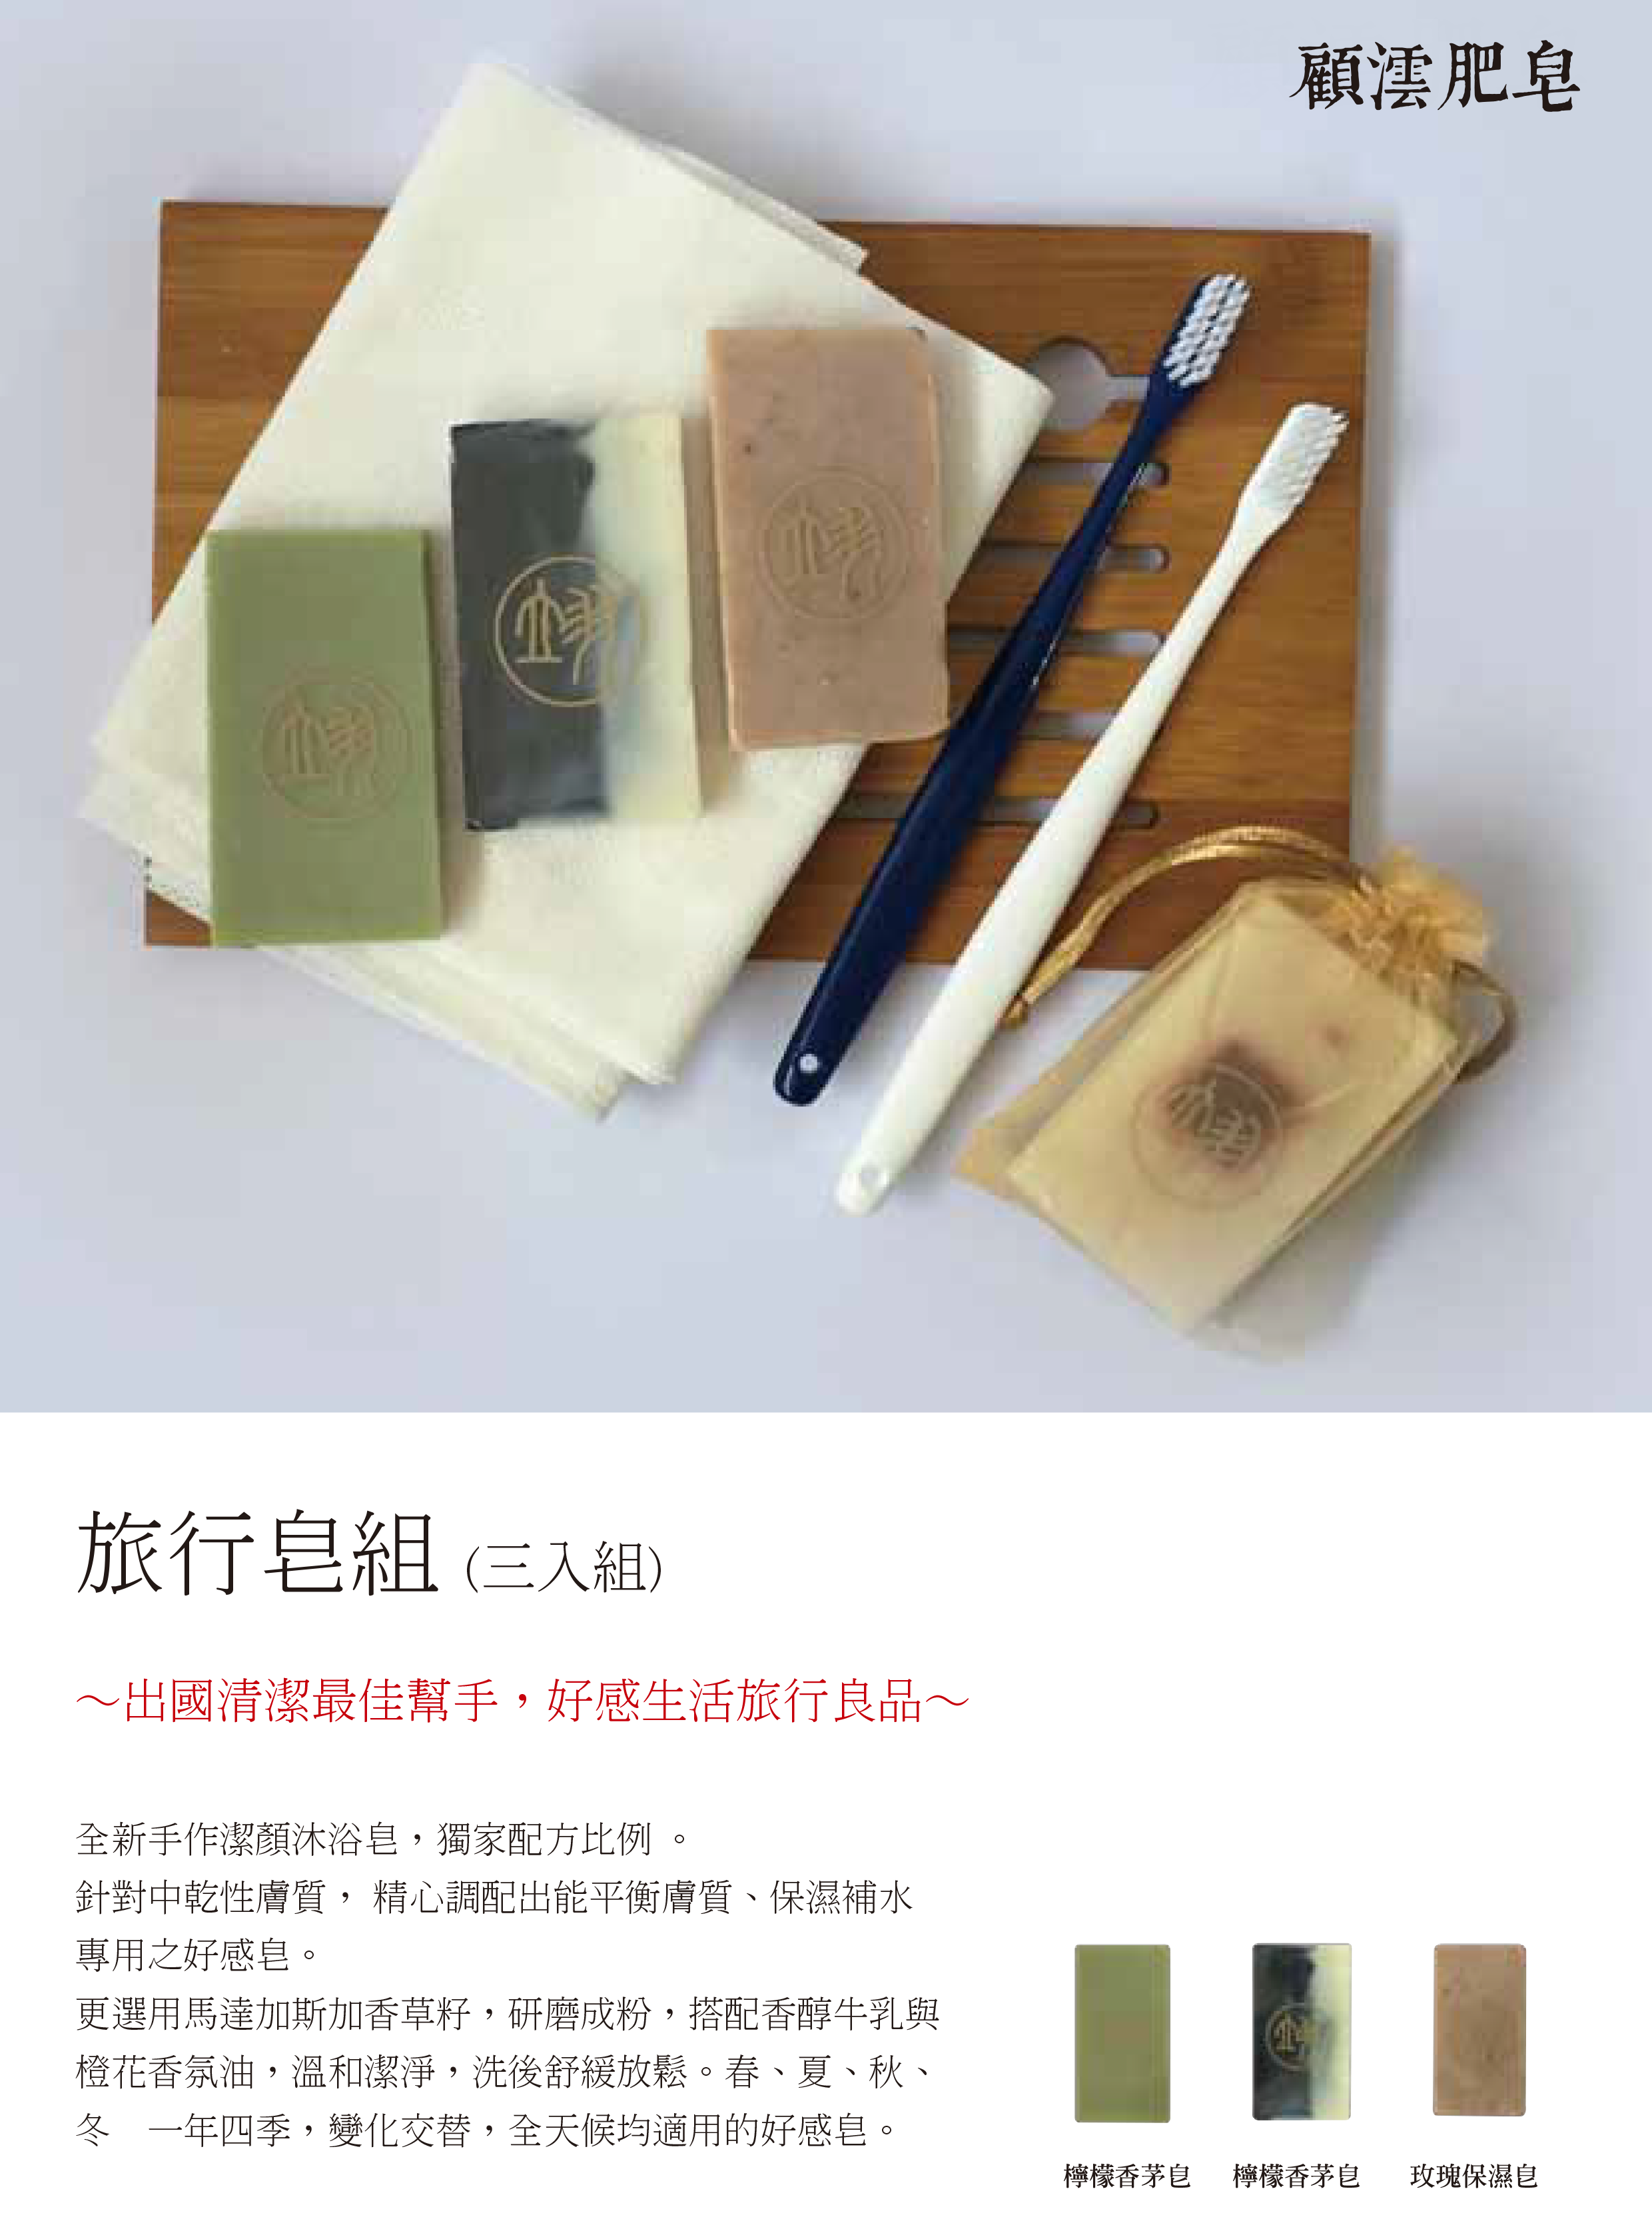 顧澐肥皂
旅行皂組 (三入組)
～出國清潔最佳幫手，好感生活旅行良品～
全新手作潔顏沐浴皂，獨家配方比例 。
針對中乾性膚質， 精心調配出能平衡膚質、保濕補水
專用之好感皂。
更選用馬達加斯加香草籽，研磨成粉，搭配香醇牛乳與
橙花香氛油，溫和潔淨，洗後舒緩放鬆。春、夏、秋、
冬　一年四季，變化交替，全天候均適用的好感皂。
檸檬香茅皂 檸檬香茅皂 玫瑰保濕皂